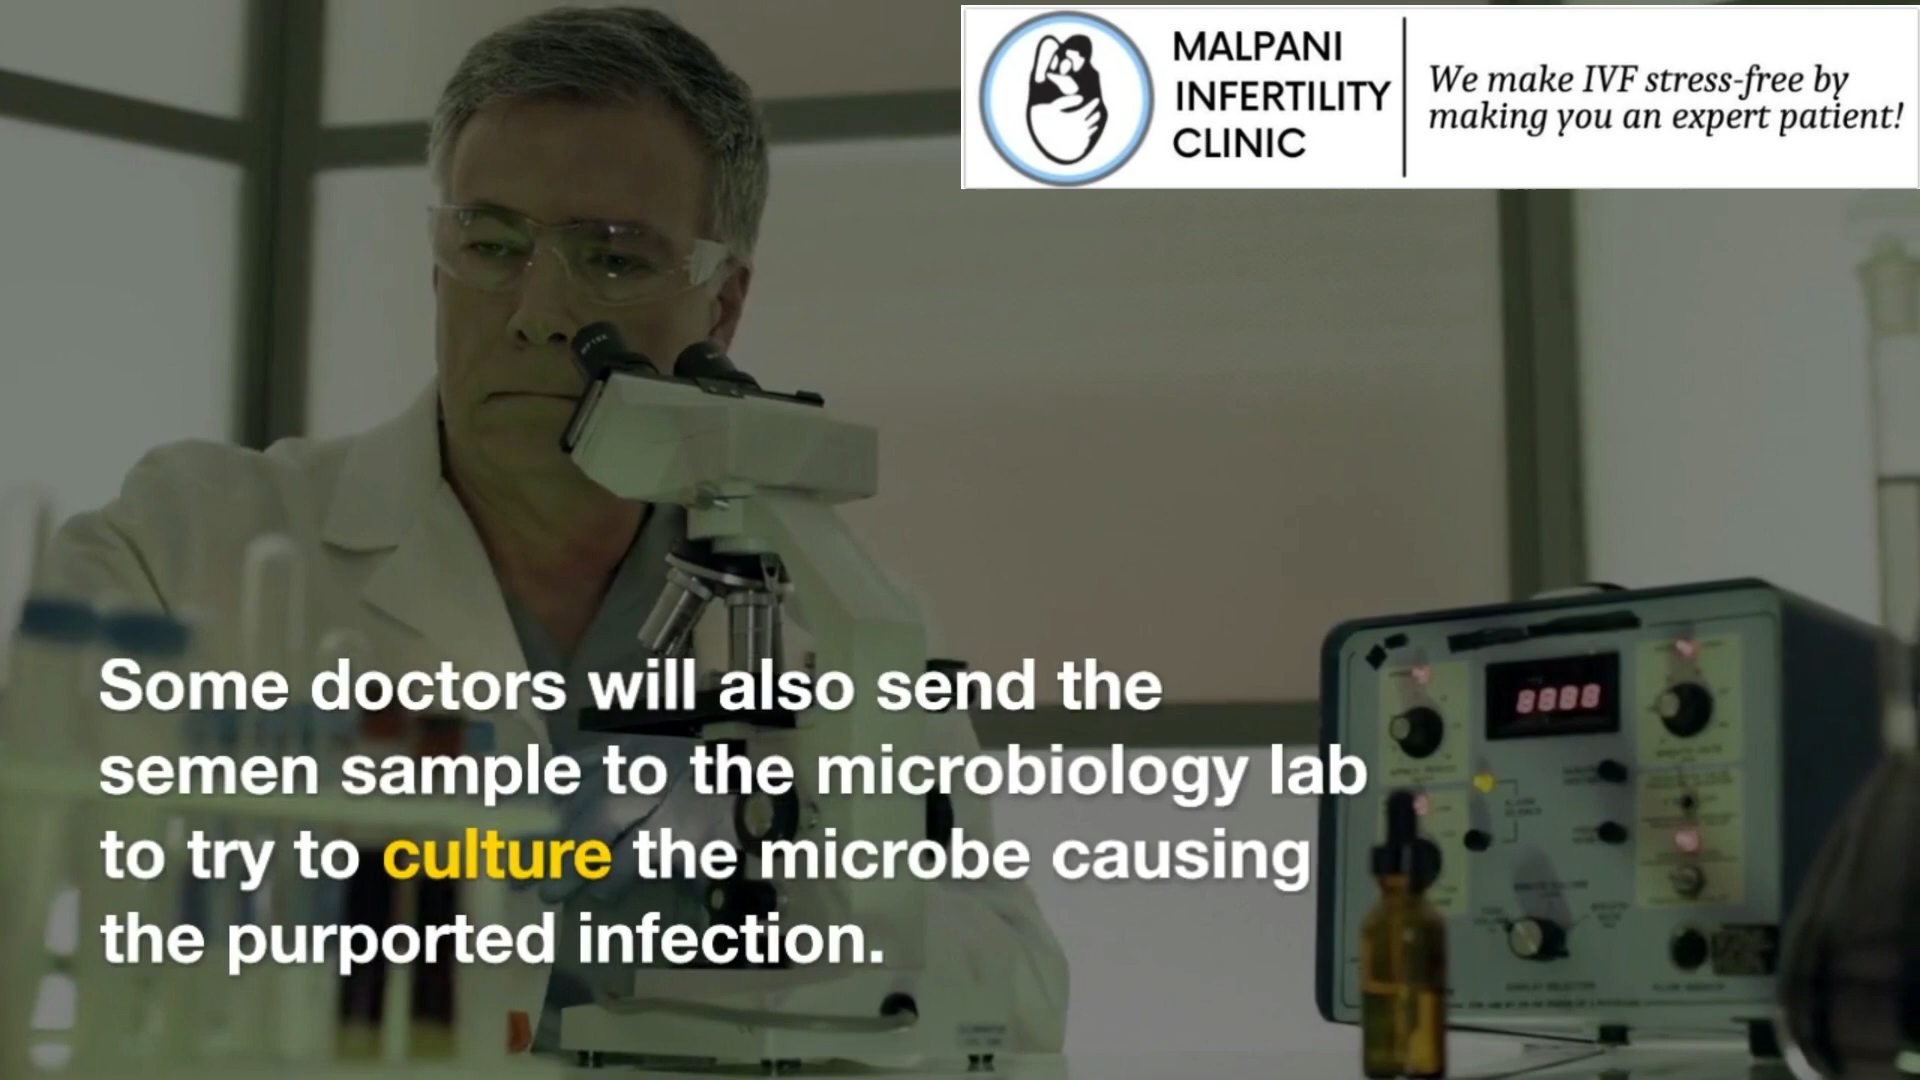 MALPANI
INFERTILITY
CLINIC
We make IVF stress-free by
making you an expert patient!
8888
Some doctors will also send the
semen sample to the microbiology lab
to try to culture the microbe causing
the purported infection.